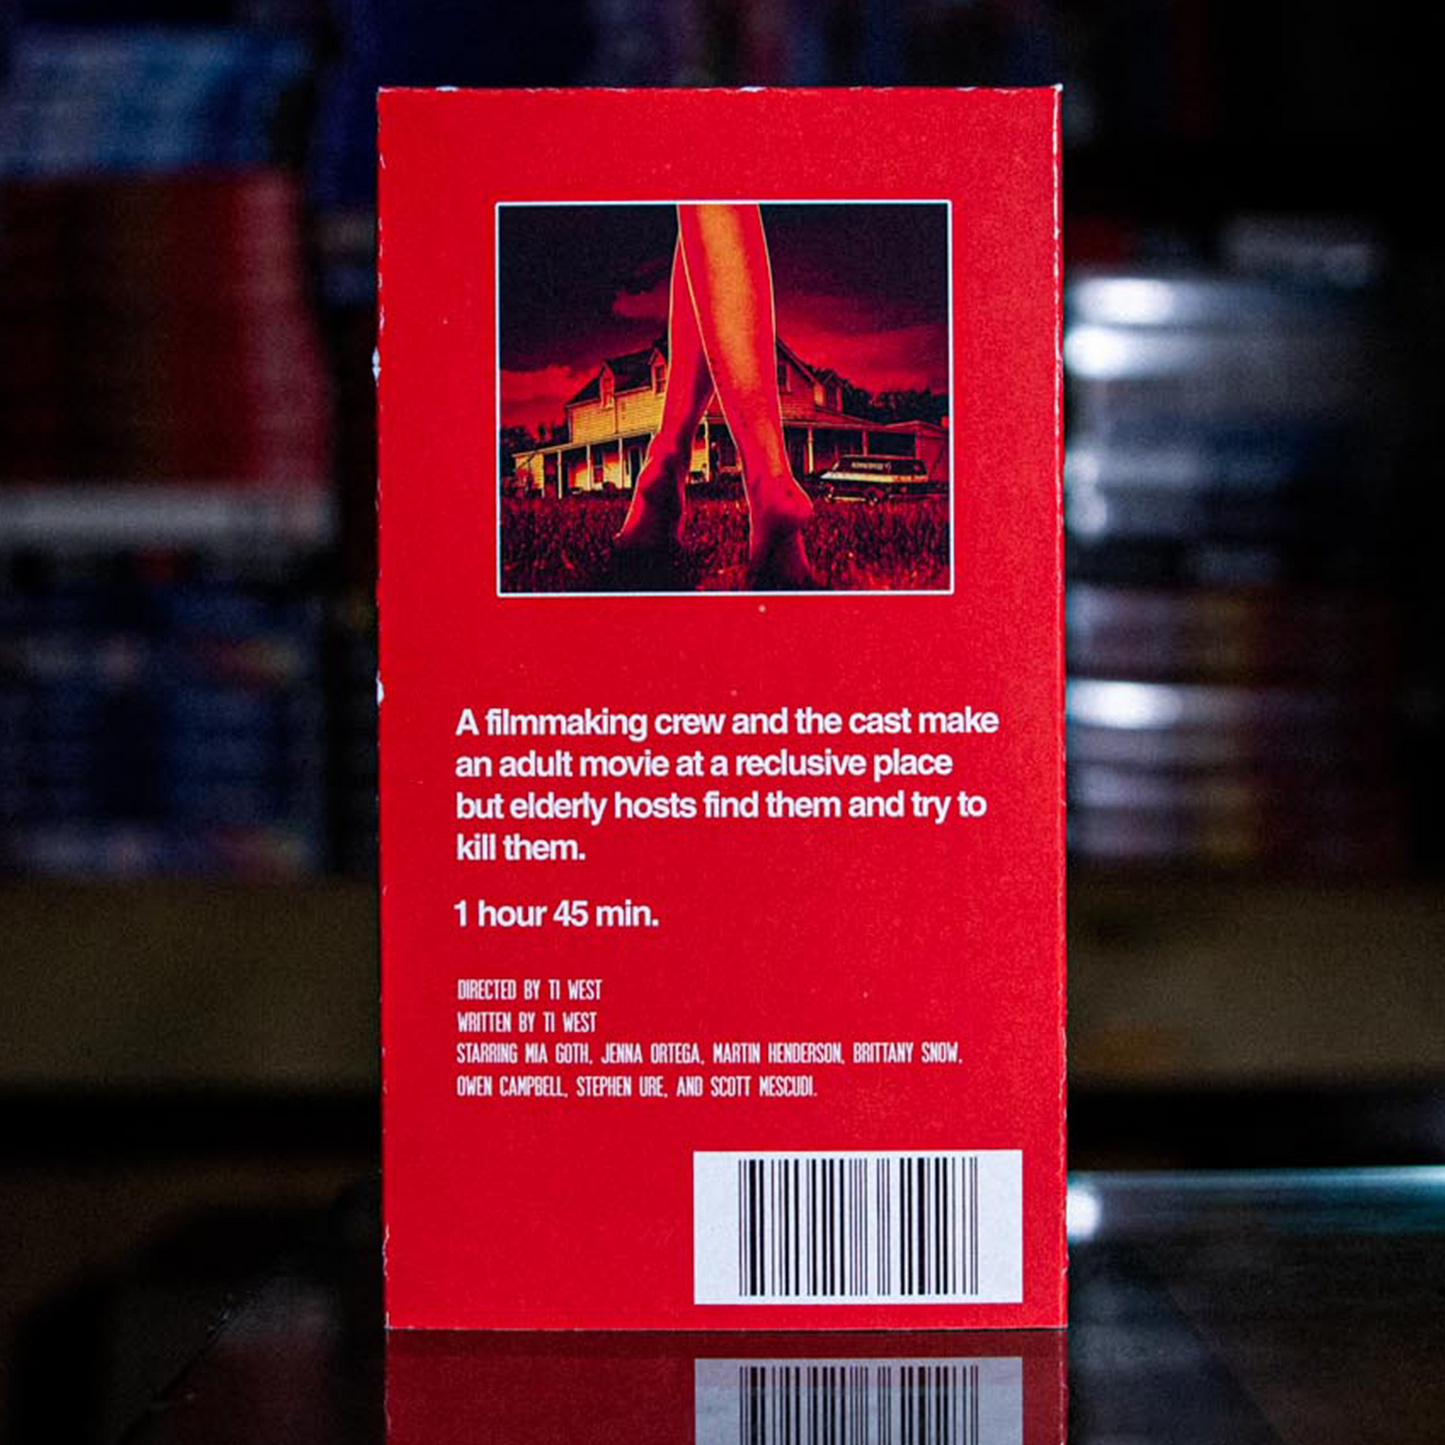 A filmmaking crew and the cast make
an adult movie at a reclusive place
but elderly hosts find them and try to
kill them.
1 hour 45 min.
DIRECTED BY TI WEST
WRITTEN BY TI WEST
STARRING MIA GOTH, JENNA ORTEGA, MARTIN HENDERSON, BRITTANY SNOW,
OWEN CAMPBELL, STEPHEN URE, AND SCOTT MESCUDI.